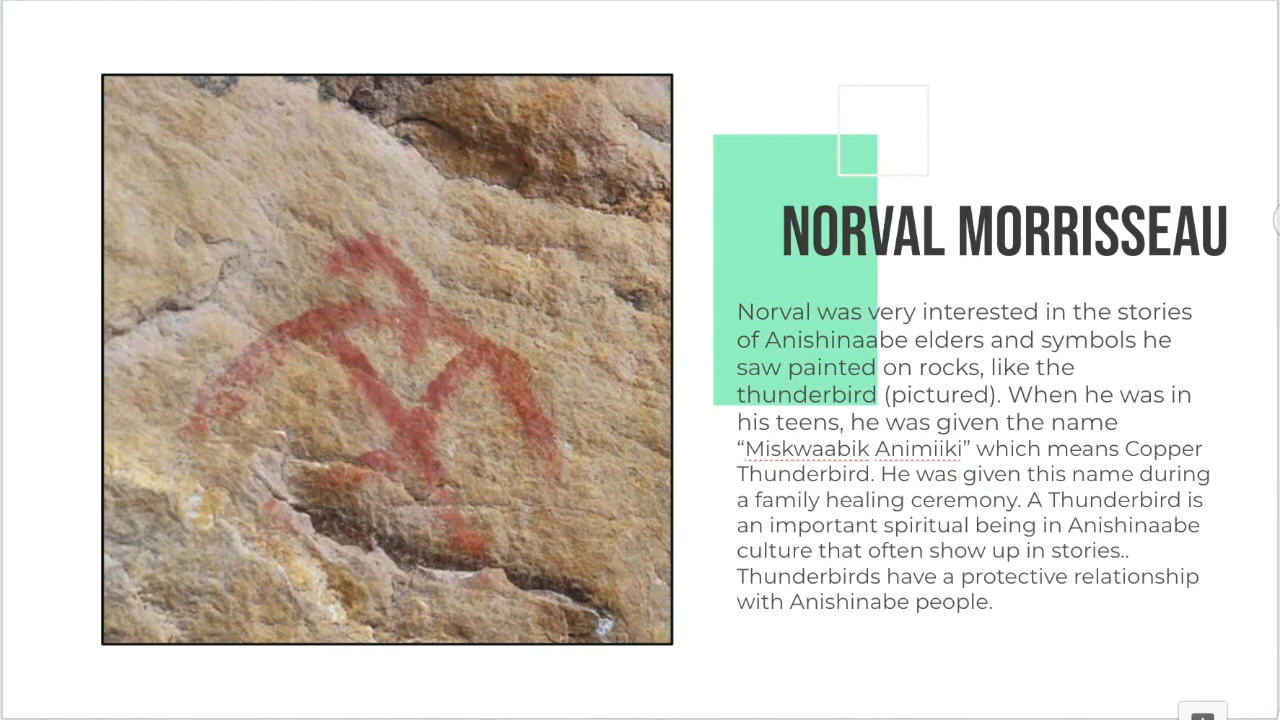 NORVAL MORRISSEAU
Norval was very interested in the stories
of Anishinaabe elders and symbols he
saw painted on rocks, like the
thunderbird (pictured). When he was in
his teens, he was given the name
“Miskwaabik Animiiki” which means Copper
Thunderbird. He was given this name during
a family healing ceremony. A Thunderbird is
an important spiritual being in Anishinaabe
culture that often show up in stories..
Thunderbirds have a protective relationship
with Anishinabe people.